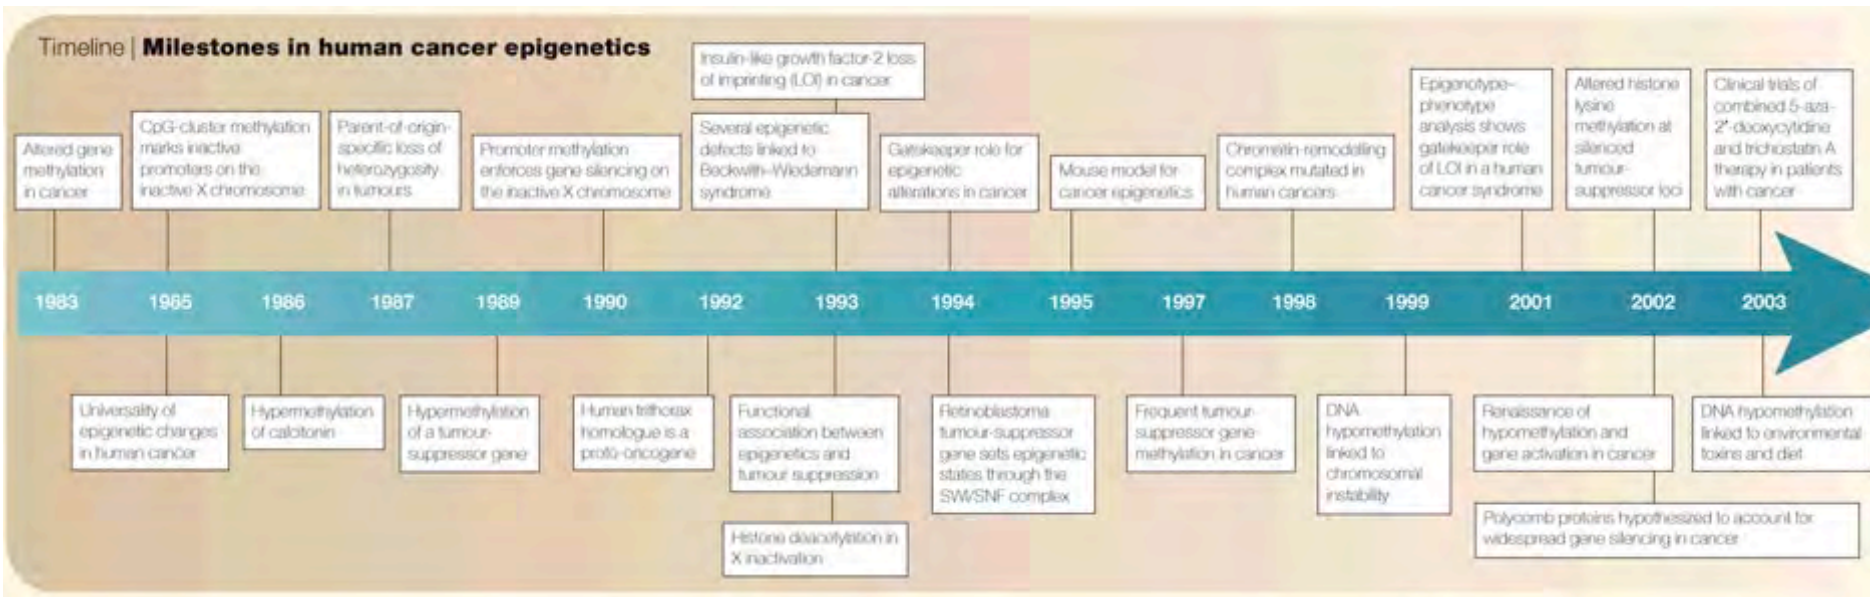 Timeline | Milestones in human cancer epigenetics
Insulin-like growth factor-2 loss
of imprinting (LOI) in cancer
Altered gene
methylation
in cancer
CpG-cluster methylation
marks inactive
promoters on the
inactive X chromosome
Parent-of-origin-
specific loss of
heterozygosity
in tumours
Promoter methylation
enforces gene silencing on
the inactive X chromosome
Several epigenetic
defects linked to
Beckwith–Wiedemann
syndrome
Gatekeeper role for
epigenetic
alterations in cancer
Mouse model for
cancer epigenetics
Chromatin-remodelling
complex mutated in
human cancers
Epigenotype–
phenotype
analysis shows
gatekeeper role
of LOI in a human
cancer syndrome
Altered histone
lysine
methylation at
silenced
tumour-
suppressor loci
Clinical trials of
combined 5-aza-
2'-deoxycytidine
and trichostatin A
therapy in patients
with cancer
1983 1985 1986 1987 1989 1990 1992 1993 1994 1995 1997 1998 1999 2001 2002 2003
Universality of
epigenetic changes
in human cancer
Hypermethylation
of calcitonin
Hypermethylation
of a tumour-
suppressor gene
Human trithorax
homologue is a
proto-oncogene
Functional
association between
epigenetics and
tumour suppression
Histone deacetylation in
X inactivation
Retinoblastoma
tumour-suppressor
gene sets epigenetic
states through the
SWI/SNF complex
Frequent tumour-
suppressor gene-
methylation in cancer
DNA
hypomethylation
linked to
chromosomal
instability
Renaissance of
hypomethylation and
gene activation in cancer
Polycomb proteins hypothesized to account for
widespread gene silencing in cancer
DNA hypomethylation
linked to environmental
toxins and diet